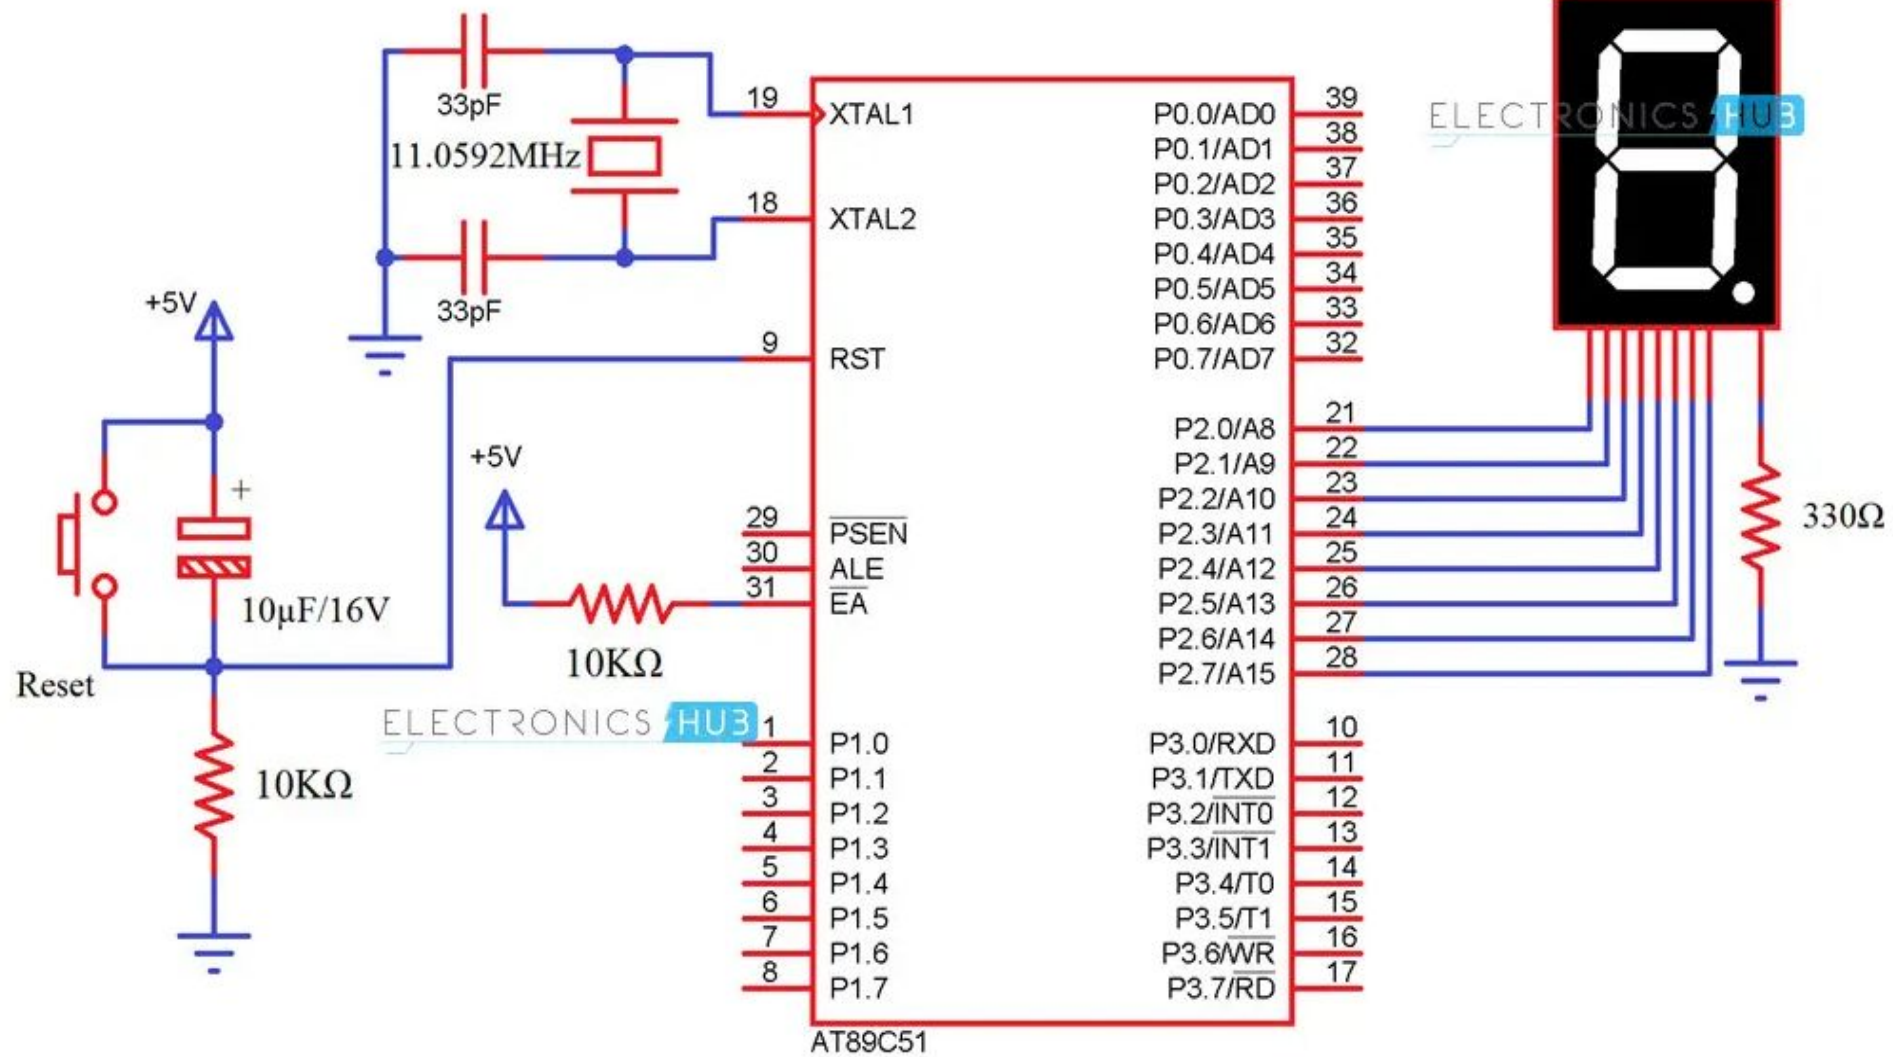 33pF
11.0592MHz
33pF
+5V
+
10µF/16V
Reset
10KΩ
+5V
10KΩ
ELECTRONICS HUB
19 XTAL1
18 XTAL2
9 RST
29 PSEN
30 ALE
31 EA
1 P1.0
2 P1.1
3 P1.2
4 P1.3
5 P1.4
6 P1.5
7 P1.6
8 P1.7
P0.0/AD0 39
P0.1/AD1 38
P0.2/AD2 37
P0.3/AD3 36
P0.4/AD4 35
P0.5/AD5 34
P0.6/AD6 33
P0.7/AD7 32
P2.0/A8 21
P2.1/A9 22
P2.2/A10 23
P2.3/A11 24
P2.4/A12 25
P2.5/A13 26
P2.6/A14 27
P2.7/A15 28
P3.0/RXD 10
P3.1/TXD 11
P3.2/INT0 12
P3.3/INT1 13
P3.4/T0 14
P3.5/T1 15
P3.6/WR 16
P3.7/RD 17
AT89C51
ELECTRONICS HUB
330Ω